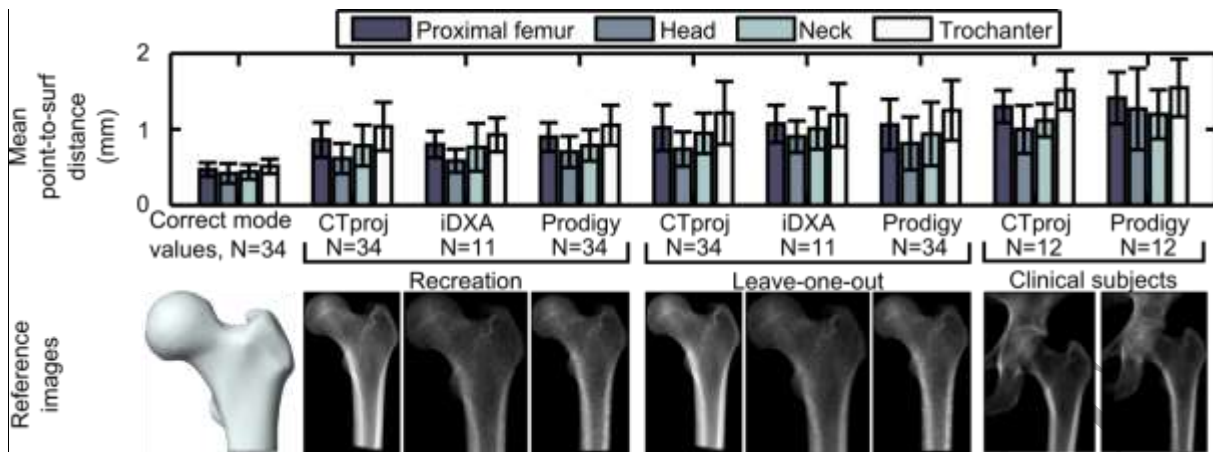 Proximal femur Head Neck Trochanter
Mean
point-to-surf
distance
(mm)
2
1
0
Correct mode
values, N=34
CTproj
N=34
iDXA
N=11
Prodigy
N=34
CTproj
N=34
iDXA
N=11
Prodigy
N=34
CTproj
N=12
Prodigy
N=12
Recreation
Leave-one-out
Clinical subjects
Reference
images